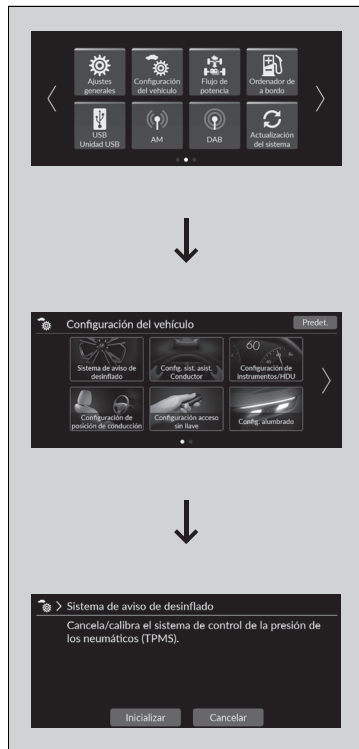 Ajustes
generales
Configuración
del vehículo
Flujo de
potencia
Ordenador de
a bordo
USB
Unidad USB
AM
DAB
Actualización
del sistema
Configuración del vehículo
Predet.
Sistema de aviso de
desinflado
Config. sist. asist.
Conductor
60
Configuración de
instrumentos/HDU
Configuración de
posición de conducción
Configuración acceso
sin llave
Config. alumbrado
Sistema de aviso de desinflado
Cancela/calibra el sistema de control de la presión de
los neumáticos (TPMS).
Inicializar
Cancelar